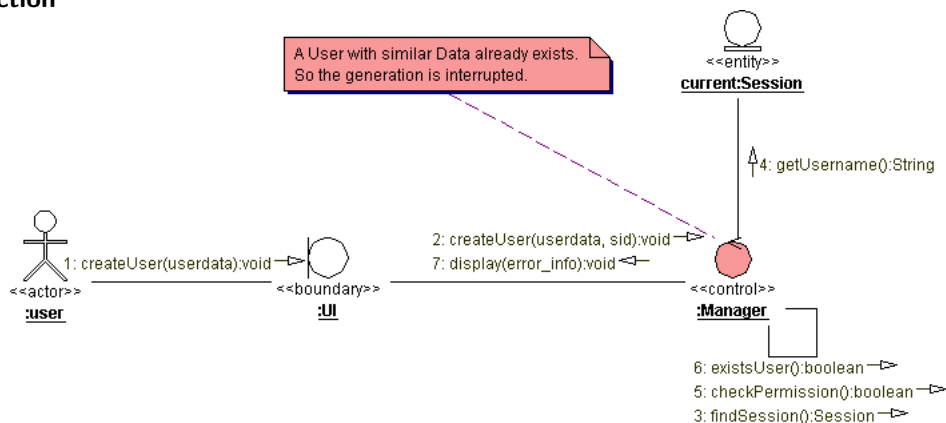 ction
A User with similar Data already exists.
So the generation is interrupted.
<<entity>>
current:Session
4: getUsername():String
2: createUser(userdata, sid):void
1: createUser(userdata):void
7: display(error_info):void
<<actor>>
:user
<<boundary>>
:UI
<<control>>
:Manager
6: existsUser():boolean
5: checkPermission():boolean
3: findSession():Session